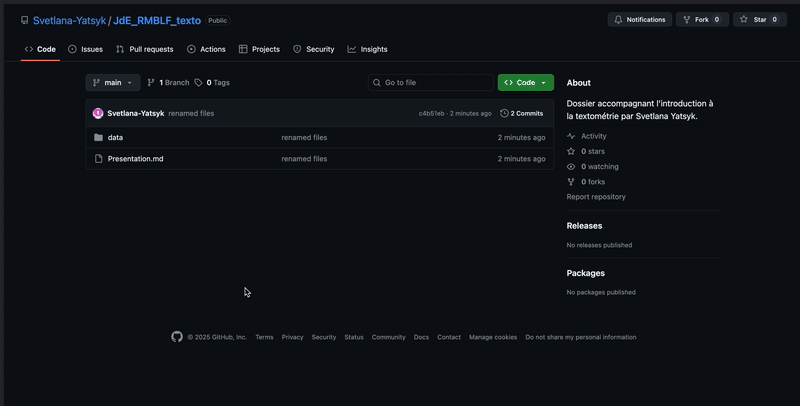 Svetlana-Yatsyk / JdE_RMBLF_texto Public
Notifications Fork 0 Star 0
Code Issues Pull requests Actions Projects Security Insights
main 1 Branch 0 Tags Go to file Code
Svetlana-Yatsyk renamed files c4b51eb · 2 minutes ago 2 Commits
data renamed files 2 minutes ago
Presentation.md renamed files 2 minutes ago
About
Dossier accompagnant l'introduction à
la textométrie par Svetlana Yatsyk.
Activity
0 stars
0 watching
0 forks
Report repository
Releases
No releases published
Packages
No packages published
© 2025 GitHub, Inc. Terms Privacy Security Status Community Docs Contact Manage cookies Do not share my personal information